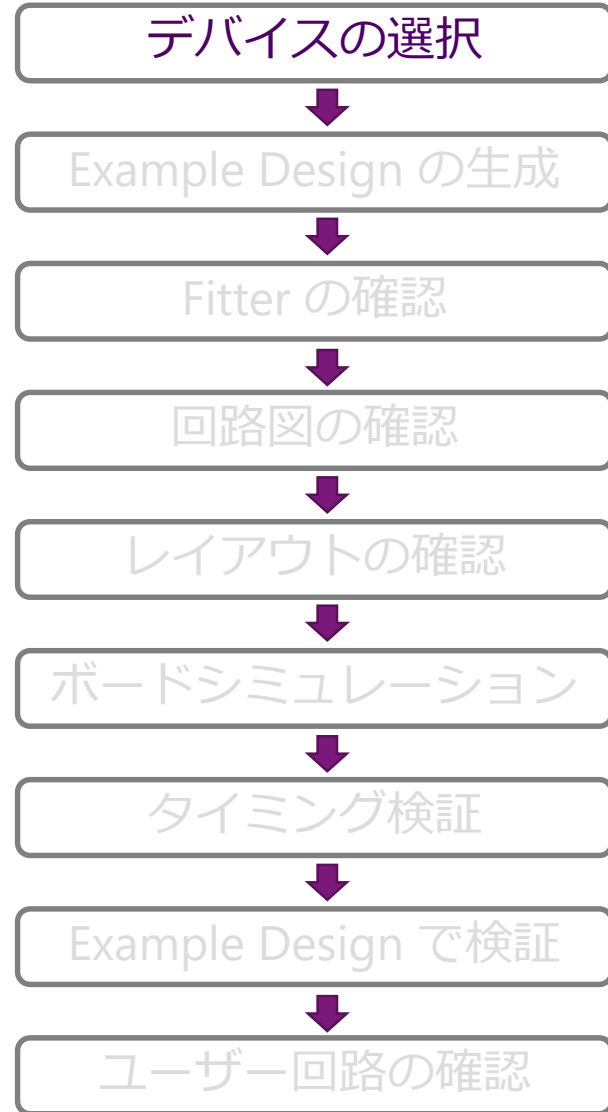 デバイスの選択
Example Design の生成
Fitter の確認
回路図の確認
レイアウトの確認
ボードシミュレーション
タイミング検証
Example Design で検証
ユーザー回路の確認